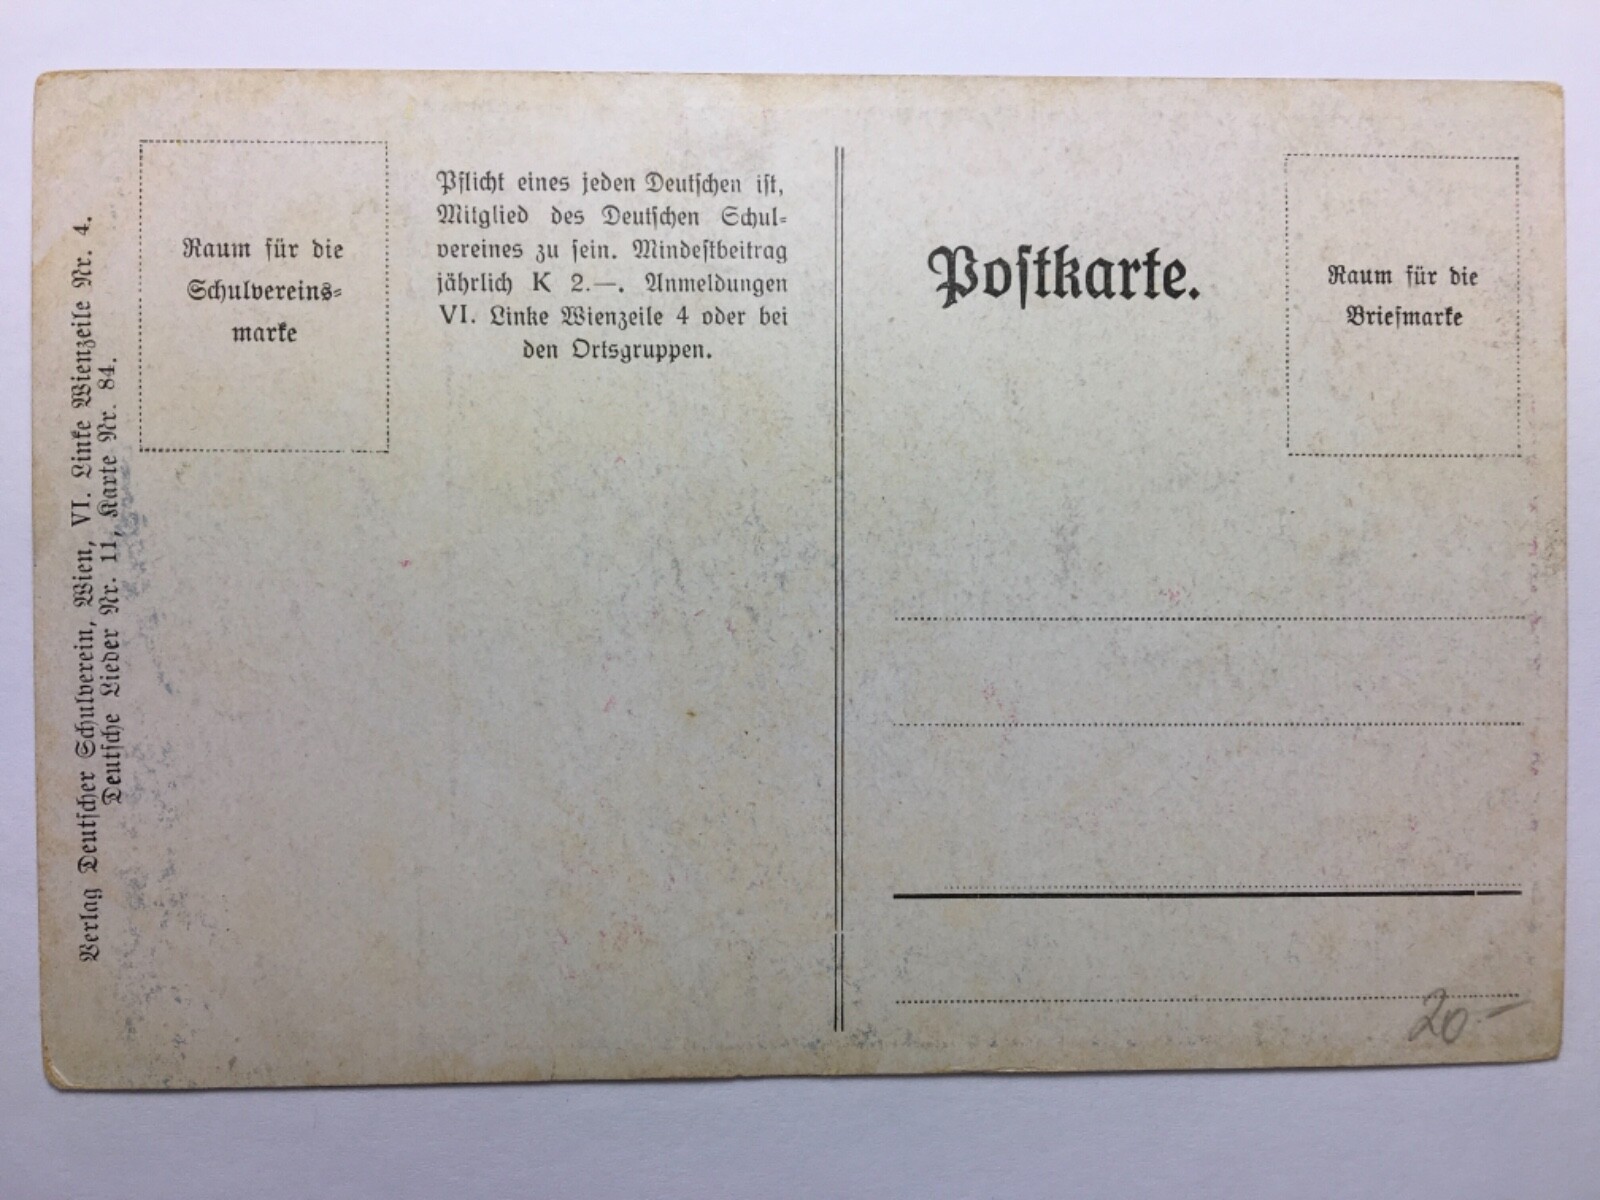 Verlag Deutscher Schulverein, Wien, VI. Linke Wienzeile Nr. 4.
Deutsche Lieder Nr. 11, Karte Nr. 84.
Raum für die
Schulvereins=
marke
Pflicht eines jeden Deutschen ist,
Mitglied des Deutschen Schul=
vereines zu sein. Mindestbeitrag
jährlich K 2.—. Anmeldungen
VI. Linke Wienzeile 4 oder bei
den Ortsgruppen.
Postkarte.
Raum für die
Briefmarke
20.-